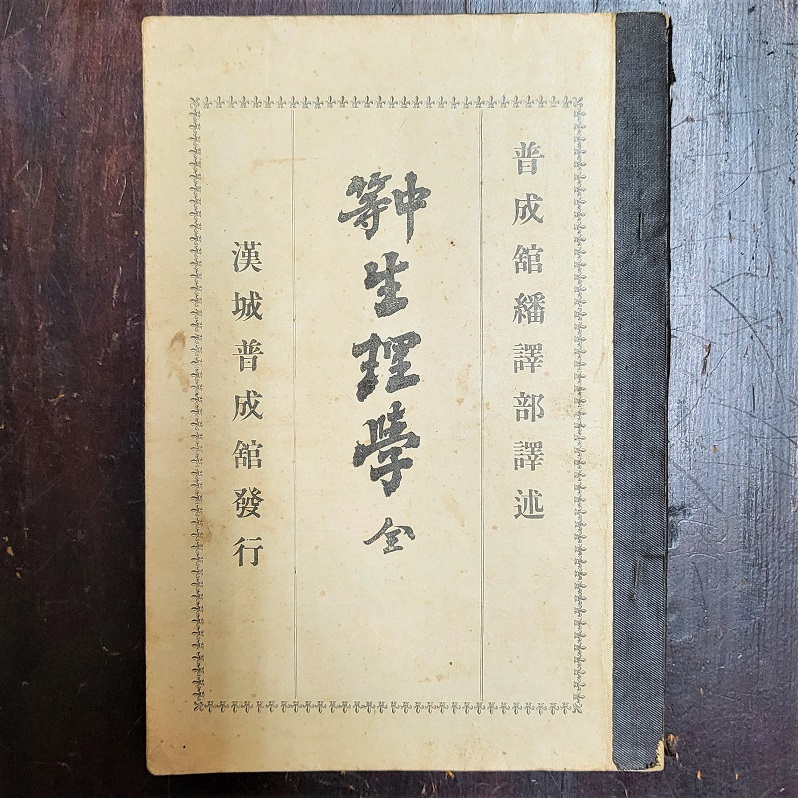 普成舘繙譯部譯述
中等生理學 全
漢城普成舘發行